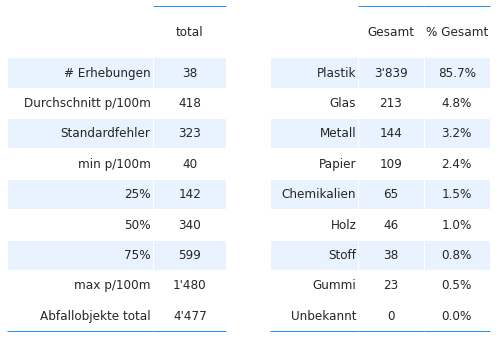 total
# Erhebungen 38
Durchschnitt p/100m 418
Standardfehler 323
min p/100m 40
25% 142
50% 340
75% 599
max p/100m 1'480
Abfallobjekte total 4'477
Gesamt % Gesamt
Plastik 3'839 85.7%
Glas 213 4.8%
Metall 144 3.2%
Papier 109 2.4%
Chemikalien 65 1.5%
Holz 46 1.0%
Stoff 38 0.8%
Gummi 23 0.5%
Unbekannt 0 0.0%